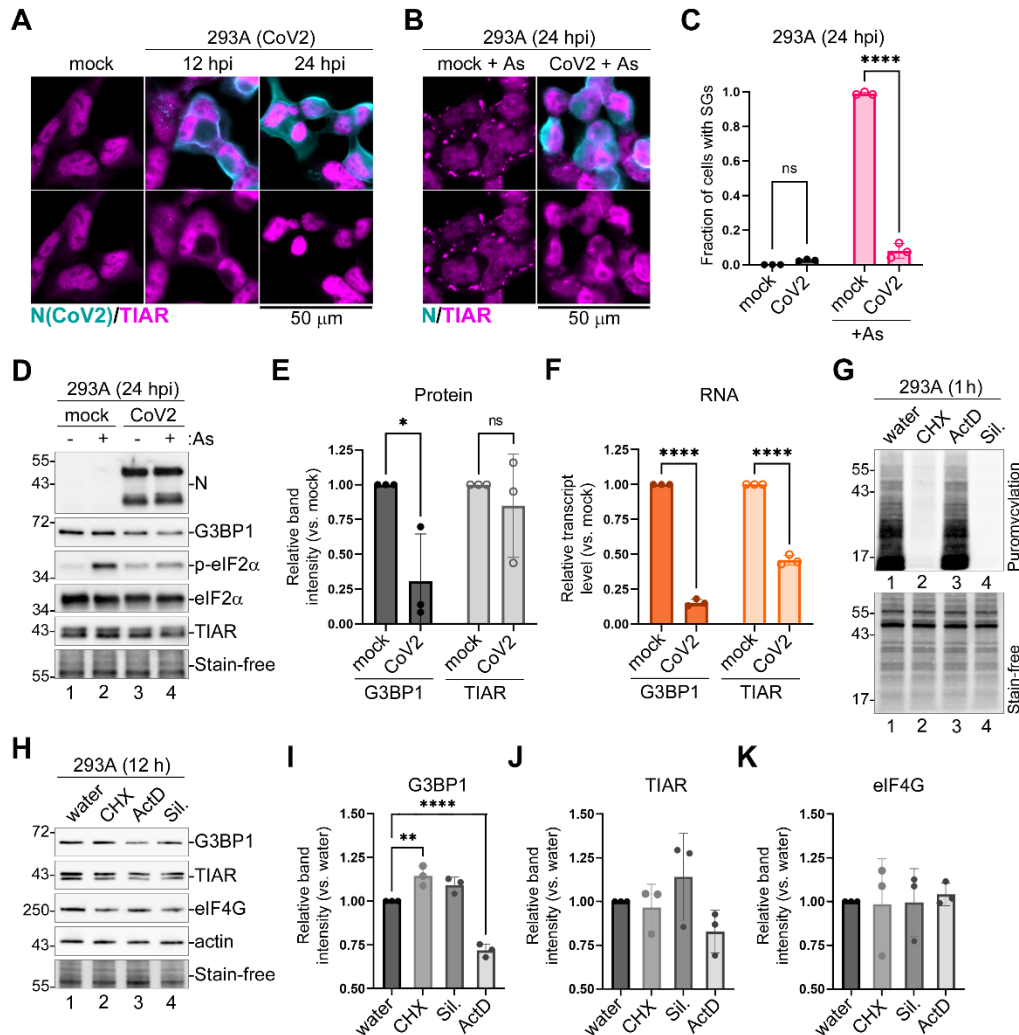 A
293A (CoV2)
mock
12 hpi
24 hpi
N(CoV2)/TIAR
50 μm
B
293A (24 hpi)
mock + As
CoV2 + As
N/TIAR
50 μm
C
293A (24 hpi)
****
ns
Fraction of cells with SGs
1.0
0.8
0.6
0.4
0.2
0.0
mock
CoV2
mock
CoV2
+As
D
293A (24 hpi)
mock
CoV2
- + - + :As
55
43
N
72
G3BP1
34
p-eIF2α
34
eIF2α
43
TIAR
55
Stain-free
1 2 3 4
E
Protein
*
ns
Relative band
intensity (vs. mock)
1.25
1.00
0.75
0.50
0.25
0.00
mock
CoV2
mock
CoV2
G3BP1
TIAR
F
RNA
****
****
Relative transcript
level (vs. mock)
1.25
1.00
0.75
0.50
0.25
0.00
mock
CoV2
mock
CoV2
G3BP1
TIAR
G
293A (1h)
water
CHX
ActD
Sil.
55
43
17
Puromycylation
1 2 3 4
55
43
17
Stain-free
1 2 3 4
H
293A (12 h)
water
CHX
ActD
Sil.
72
G3BP1
43
TIAR
250
eIF4G
43
actin
55
Stain-free
1 2 3 4
I
G3BP1
****
**
Relative band
intensity (vs. water)
1.50
1.25
1.00
0.75
0.50
water
CHX
Sil.
ActD
J
TIAR
Relative band
intensity (vs. water)
1.50
1.25
1.00
0.75
0.50
water
CHX
Sil.
ActD
K
eIF4G
Relative band
intensity (vs. water)
1.50
1.25
1.00
0.75
0.50
water
CHX
Sil.
ActD